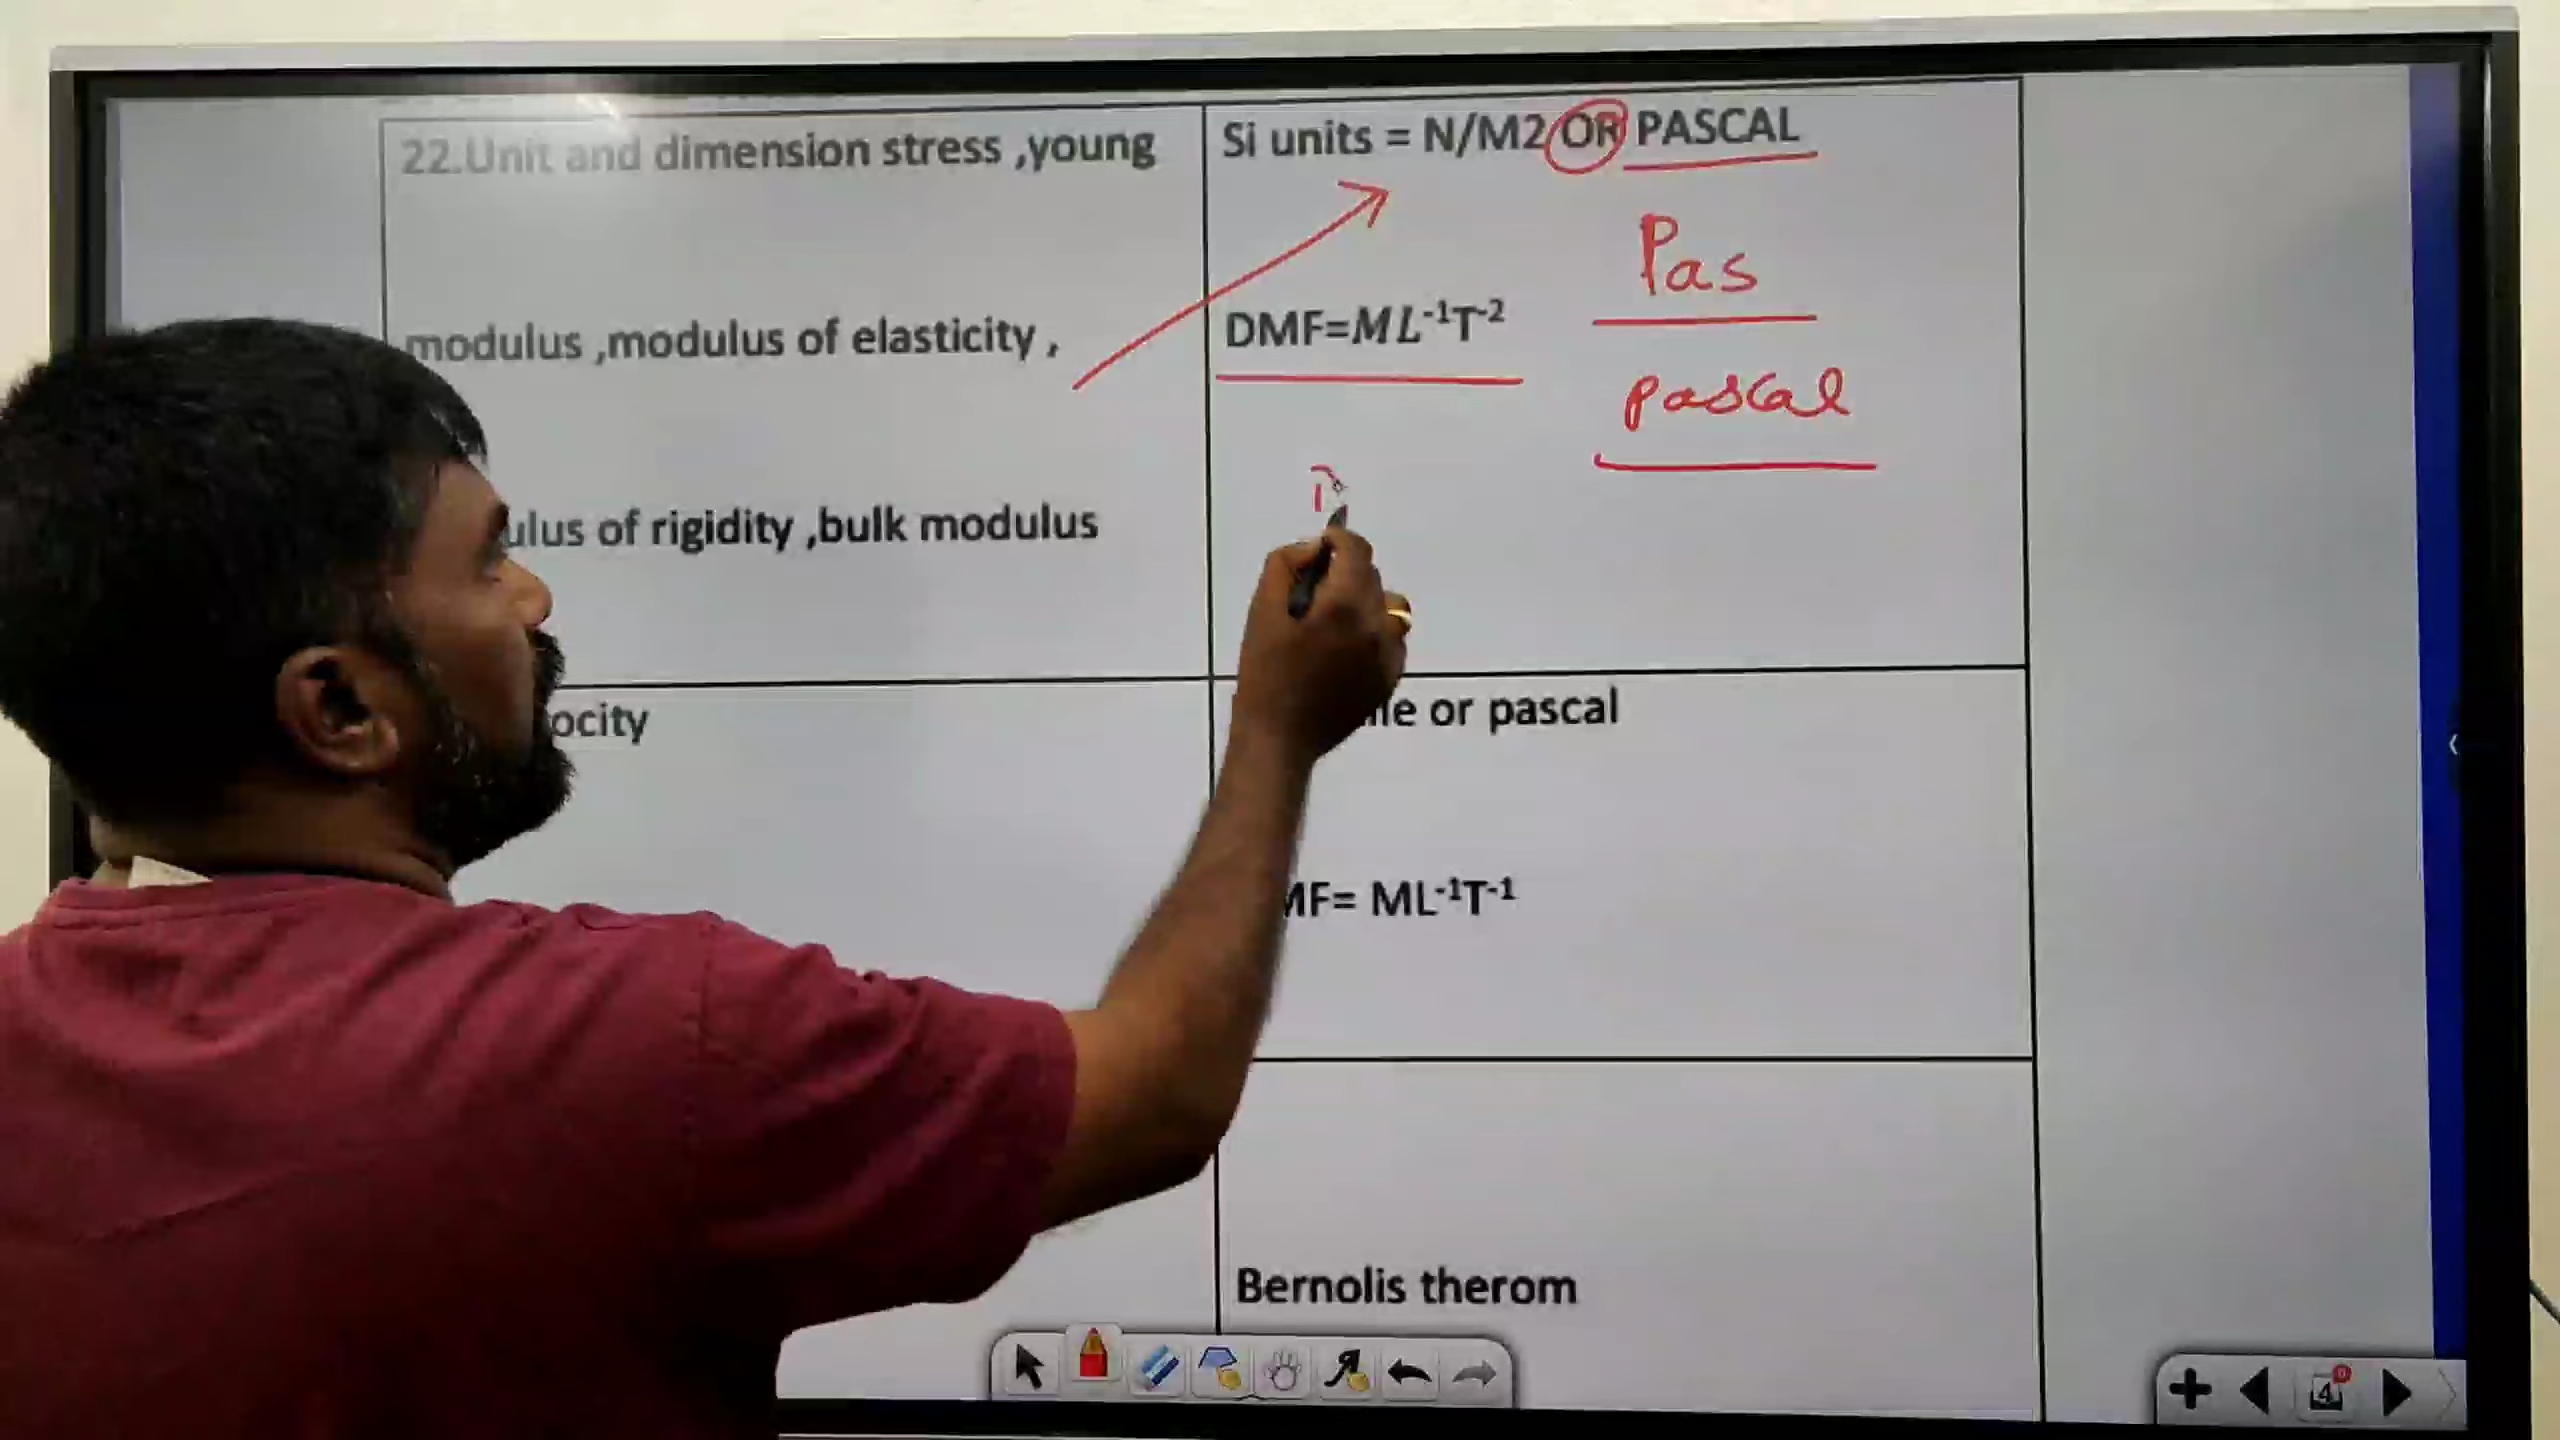 22.Unit and dimension stress ,young
modulus ,modulus of elasticity ,
ulus of rigidity ,bulk modulus
Si units = N/M2 OR PASCAL
Pas
DMF=ML-1T-2
pascal
ocity
or pascal
MF= ML-1T-1
Bernolis therom
4